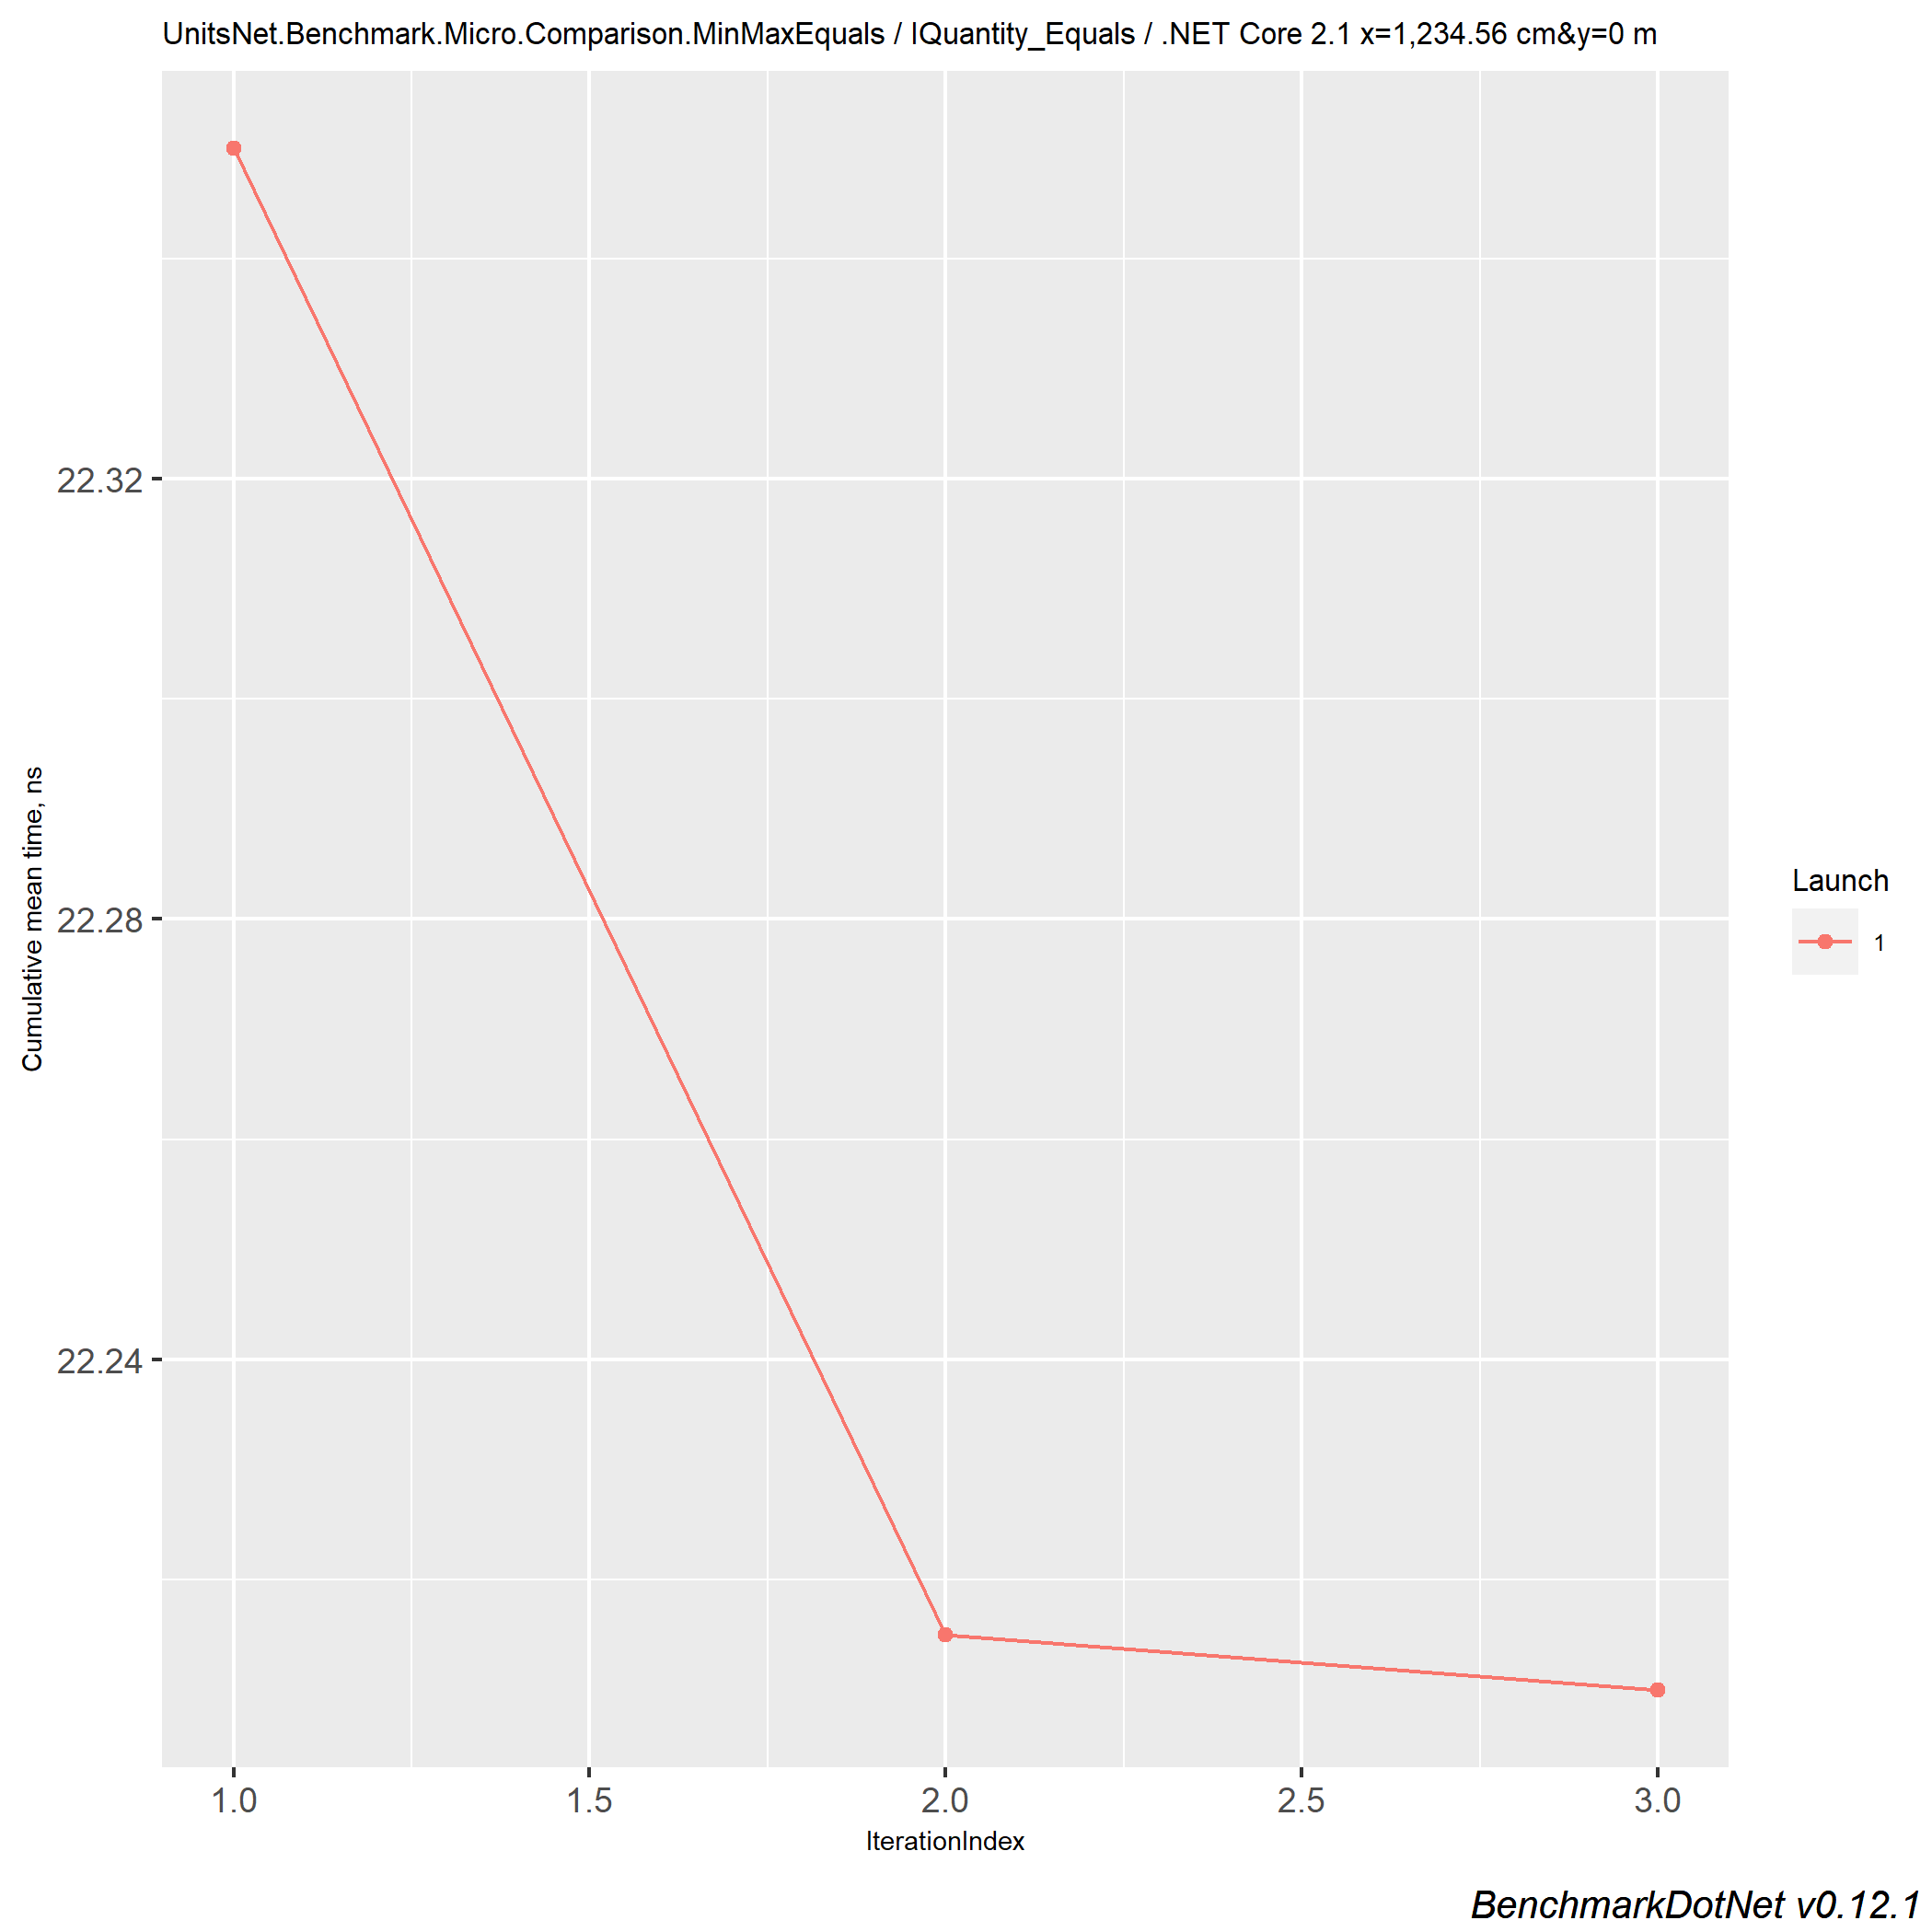 UnitsNet.Benchmark.Micro.Comparison.MinMaxEquals / IQuantity_Equals / .NET Core 2.1 x=1,234.56 cm&y=0 m
22.32
22.28
22.24
Cumulative mean time, ns
1.0
1.5
2.0
2.5
3.0
IterationIndex
Launch
1
BenchmarkDotNet v0.12.1